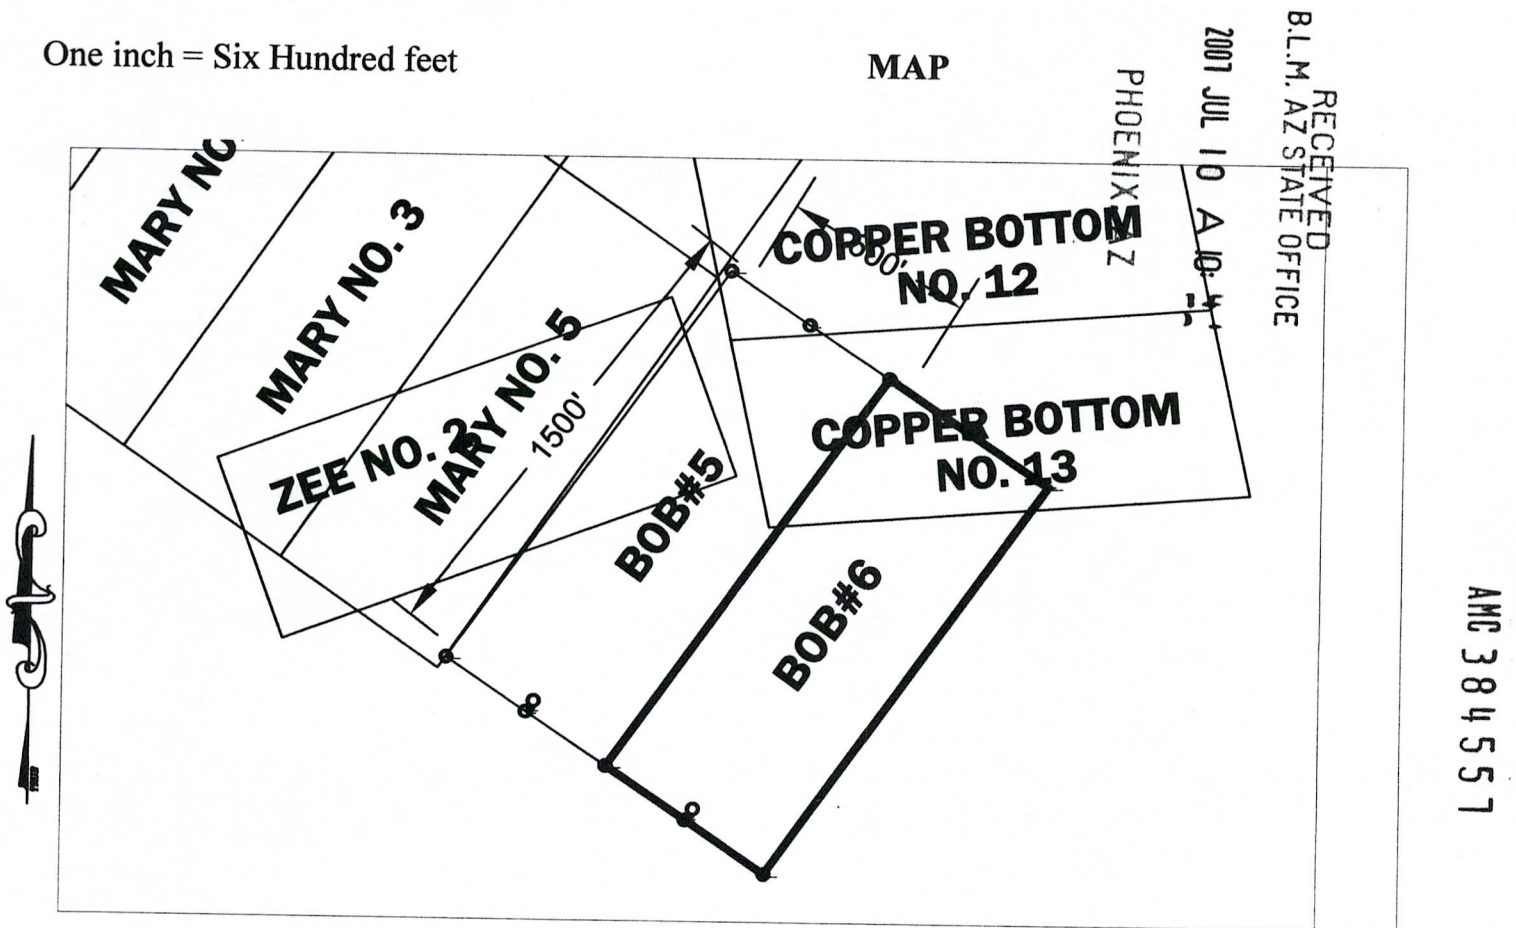 One inch = Six Hundred feet
MAP
RECEIVED
B.L.M. AZ STATE OFFICE
2007 JUL 10 A 10:
PHOENIX, AZ
MARY NO
MARY NO. 3
MARY NO. 5
ZEE NO. 2
1500'
600'
COPPER BOTTOM
NO. 12
COPPER BOTTOM
NO. 13
BOB#5
BOB#6
AMC 384557